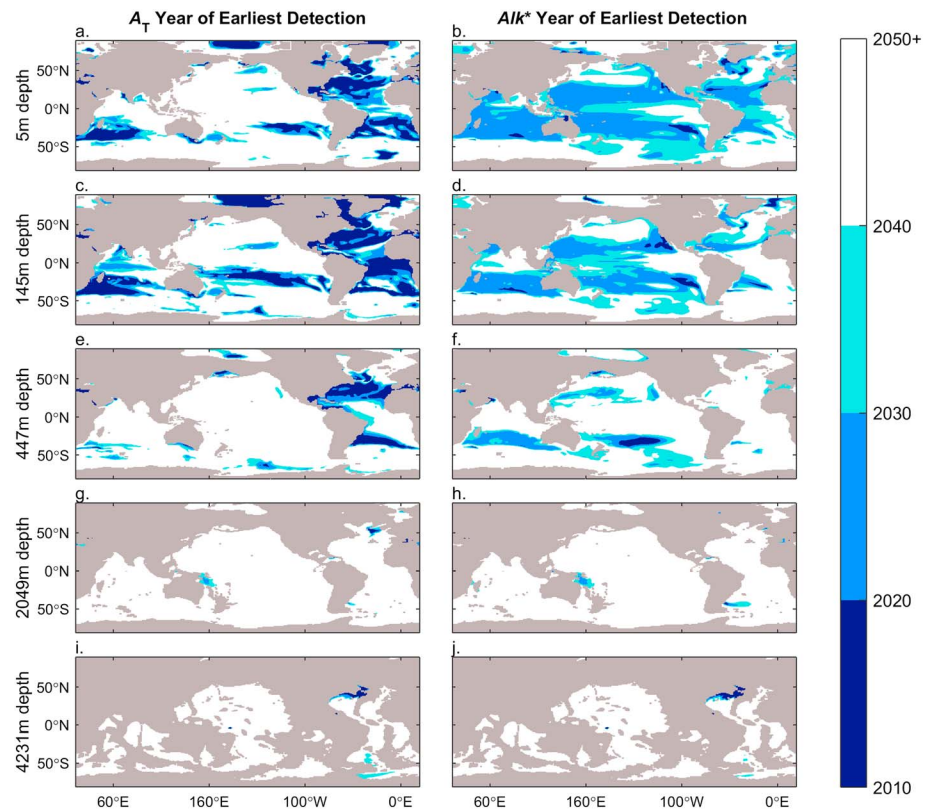 A_T Year of Earliest Detection
Alk* Year of Earliest Detection
a.
b.
50°N
0°N
50°S
5m depth
c.
d.
50°N
0°N
50°S
145m depth
e.
f.
50°N
0°N
50°S
447m depth
g.
h.
50°N
0°N
50°S
2049m depth
i.
j.
50°N
0°N
50°S
4231m depth
60°E 160°E 100°W 0°E
60°E 160°E 100°W 0°E
2050+
2040
2030
2020
2010